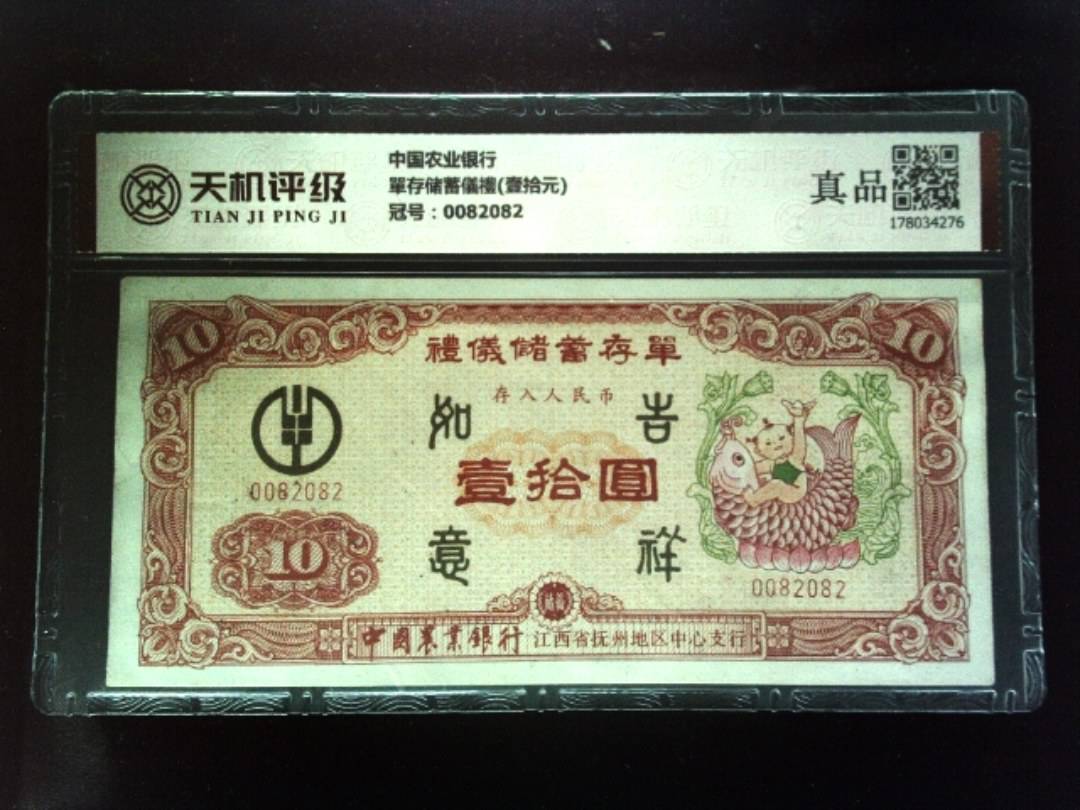 天机评级
TIAN JI PING JI
中国农业银行
單存储蓄儀禮(壹拾元)
冠号：0082082
真品
178034276
10
10
禮儀儲蓄存單
存入人民币
如意
吉祥
壹拾圓
0082082
10
0082082
中國農業銀行 江西省抚州地区中心支行